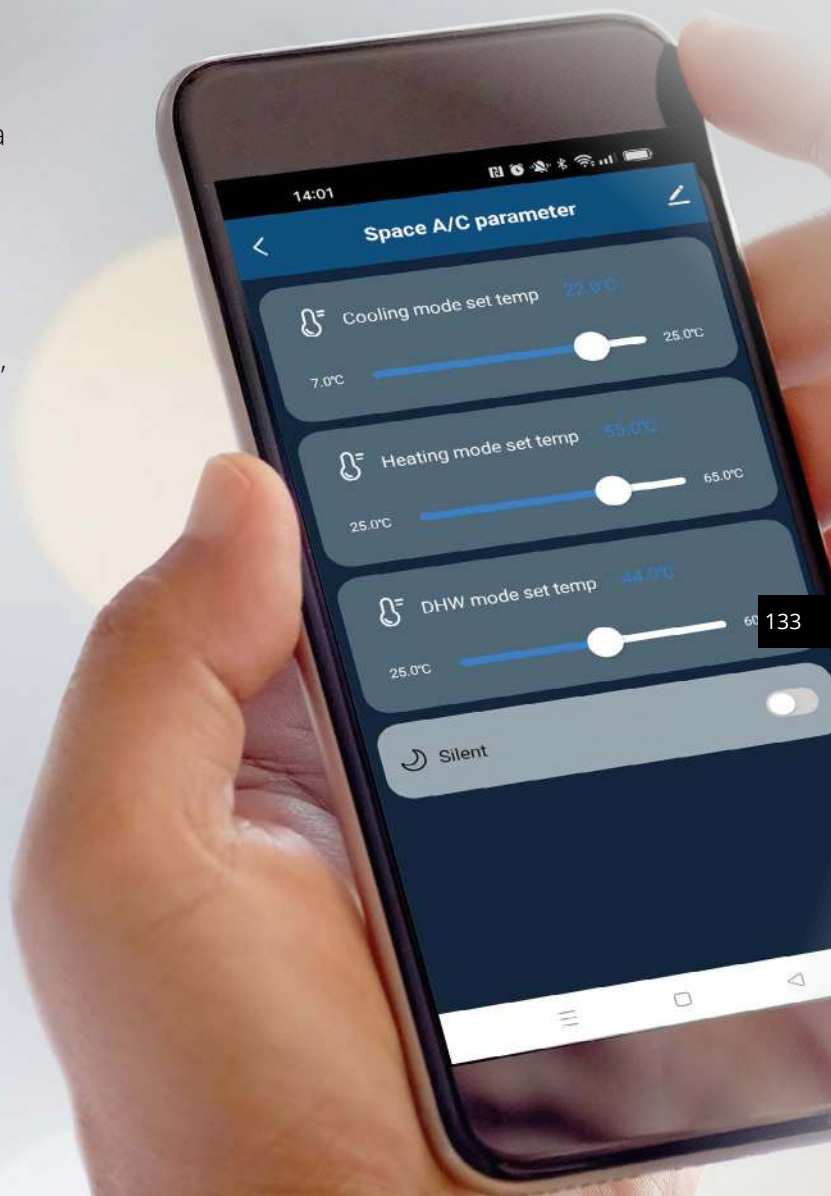 a
,
14:01
Space A/C parameter
Cooling mode set temp 22.0℃
7.0℃ 25.0℃
Heating mode set temp 55.0℃
25.0℃ 65.0℃
DHW mode set temp 44.0℃
25.0℃ 60
133
Silent